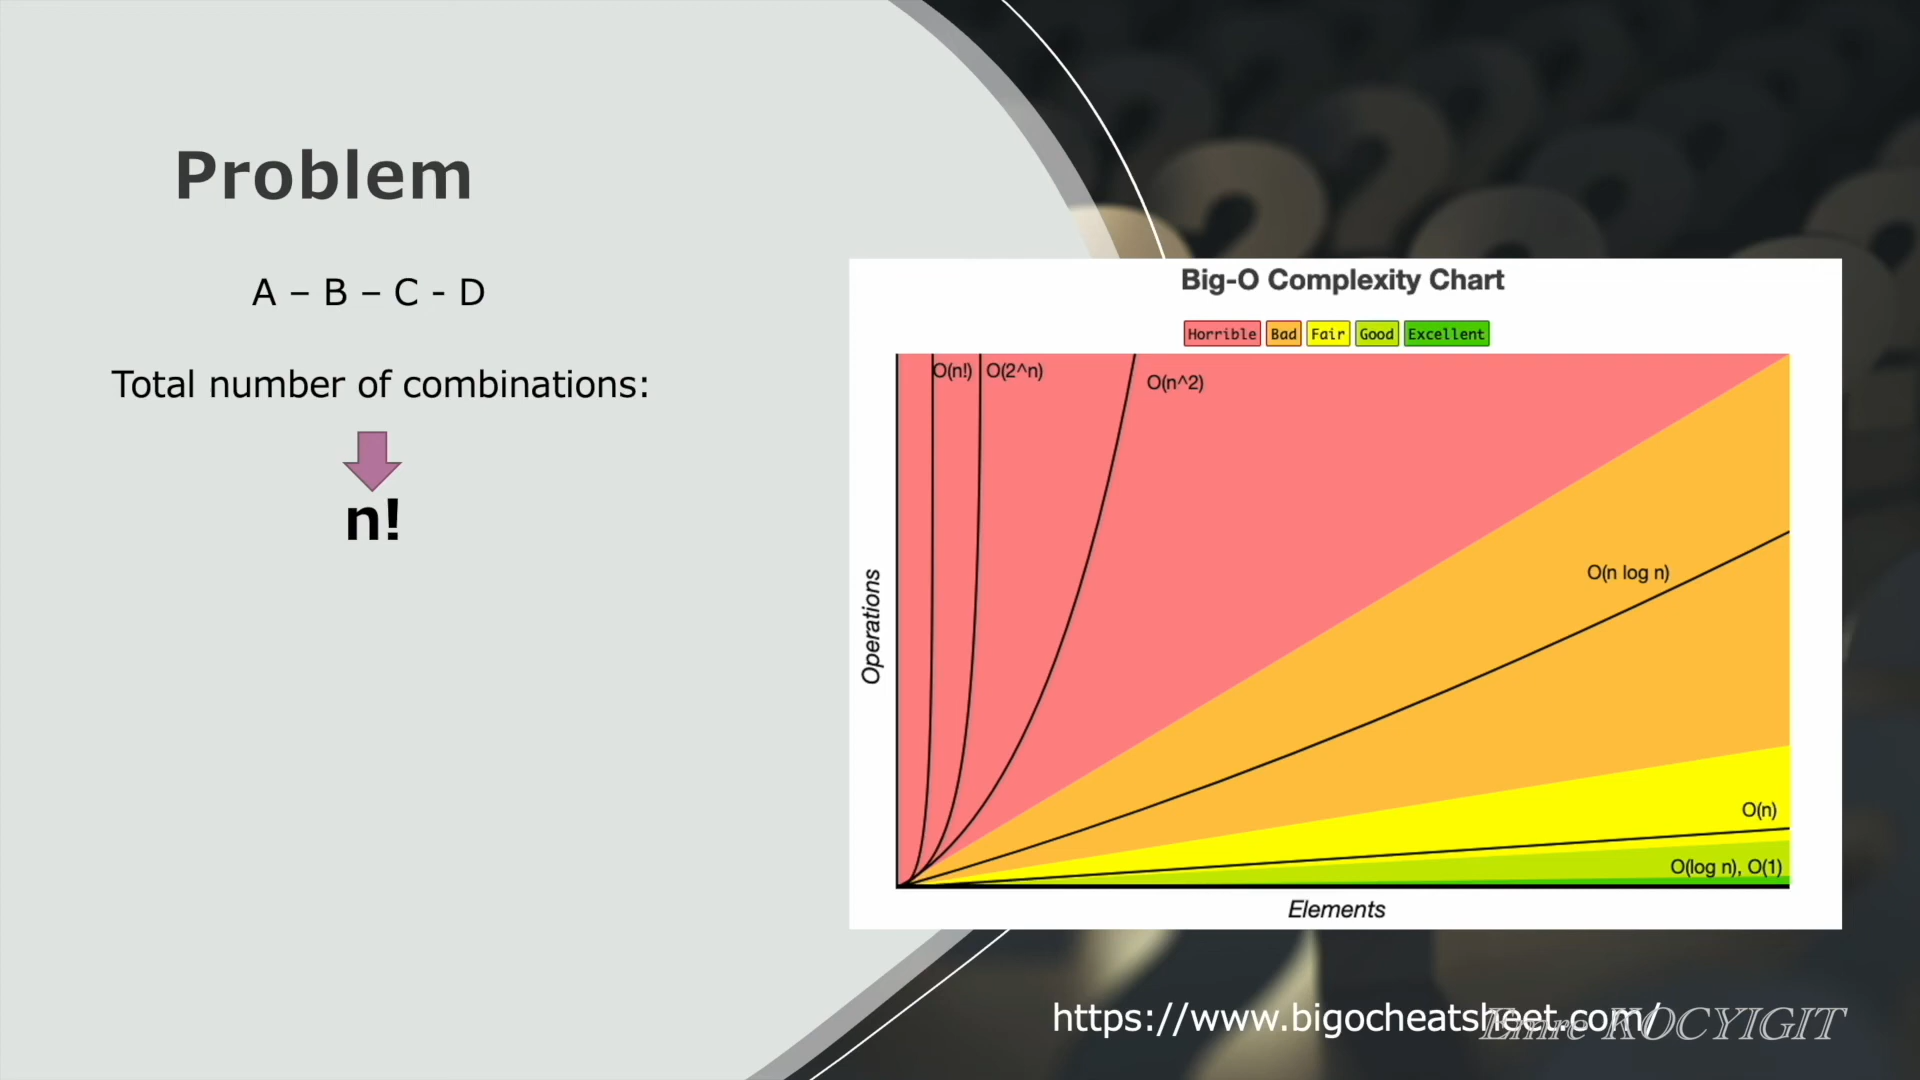 Problem
A – B – C - D
Total number of combinations:
n!
Big-O Complexity Chart
Horrible Bad Fair Good Excellent
O(n!) O(2^n)
O(n^2)
O(n log n)
O(n)
O(log n), O(1)
Operations
Elements
https://www.bigocheatsheet.com/
Emre KOCYIGIT